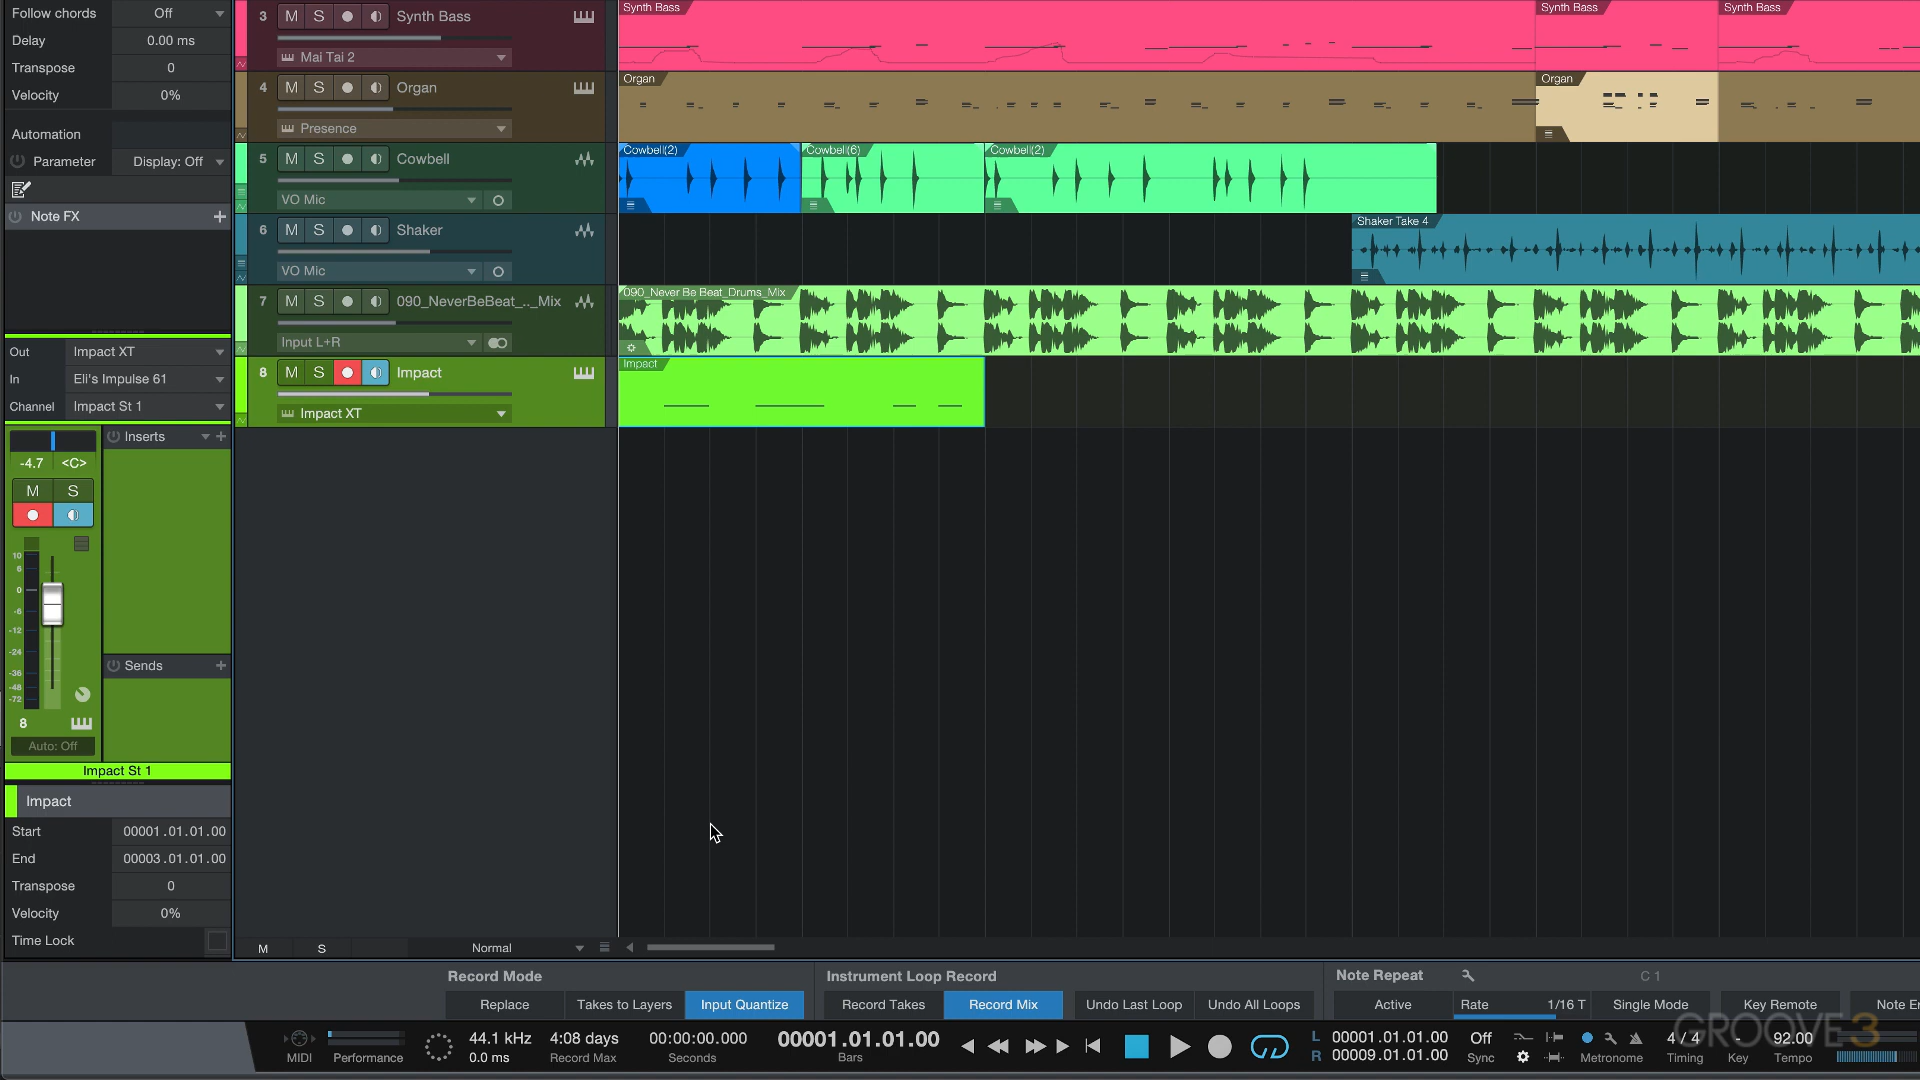 Follow chords Off
Delay 0.00 ms
Transpose 0
Velocity 0%
Automation
Parameter Display: Off
Note FX +
Out Impact XT
In Eli's Impulse 61
Channel Impact St 1
Inserts +
-4.7 <C>
M S
10
6
0
-6
-12
-24
-36
-48
-72
Sends +
8
Auto: Off
Impact St 1
Impact
Start 00001.01.01.00
End 00003.01.01.00
Transpose 0
Velocity 0%
Time Lock
3 M S Synth Bass
Mai Tai 2
4 M S Organ
Presence
5 M S Cowbell
VO Mic
6 M S Shaker
VO Mic
7 M S 090_NeverBeBeat_..._Mix
Input L+R
8 M S Impact
Impact XT
Synth Bass Synth Bass Synth Bass
Organ Organ
Cowbell(2) Cowbell(6) Cowbell(2)
Shaker Take 4
090_Never Be Beat_Drums_Mix
Impact
M S Normal
Record Mode Instrument Loop Record Note Repeat C 1
Replace Takes to Layers Input Quantize Record Takes Record Mix Undo Last Loop Undo All Loops Active Rate 1/16 T Single Mode Key Remote
MIDI Performance
44.1 kHz
0.0 ms
4:08 days
Record Max
00:00:00.000
Seconds
00001.01.01.00
Bars
L 00001.01.01.00
R 00009.01.01.00
Off
Sync
Metronome
4 / 4
Timing
-
Key
92.00
Tempo
GROOVE3